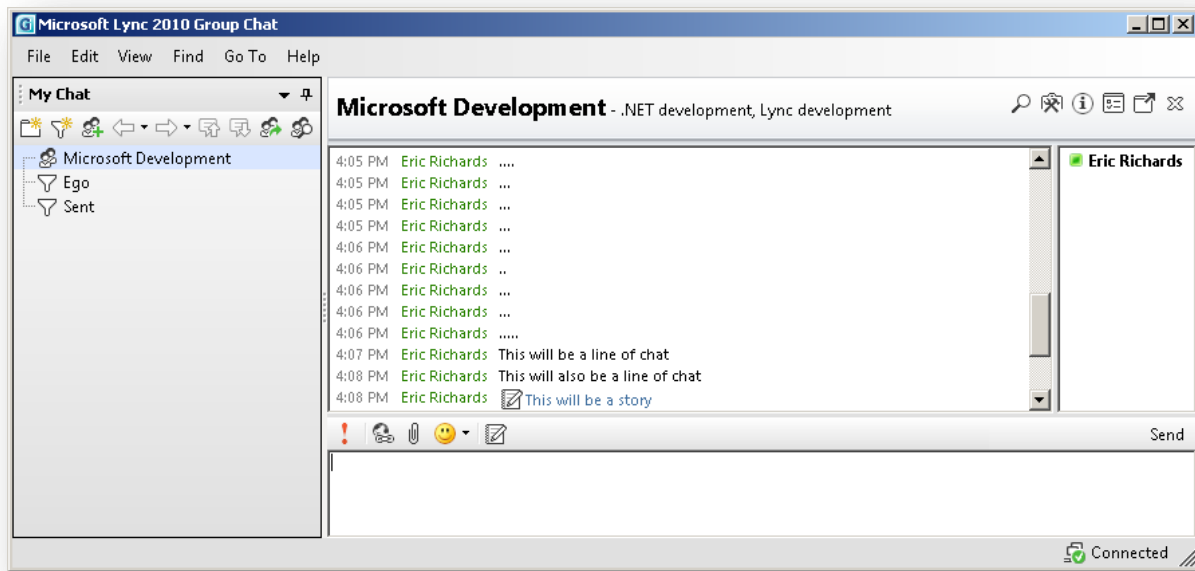 Microsoft Lync 2010 Group Chat
File Edit View Find Go To Help
My Chat
Microsoft Development
Ego
Sent
Microsoft Development - .NET development, Lync development
4:05 PM Eric Richards ....
4:05 PM Eric Richards ...
4:05 PM Eric Richards ...
4:05 PM Eric Richards ...
4:06 PM Eric Richards ...
4:06 PM Eric Richards ..
4:06 PM Eric Richards ...
4:06 PM Eric Richards ...
4:06 PM Eric Richards .....
4:07 PM Eric Richards This will be a line of chat
4:08 PM Eric Richards This will also be a line of chat
4:08 PM Eric Richards This will be a story
Eric Richards
Send
Connected